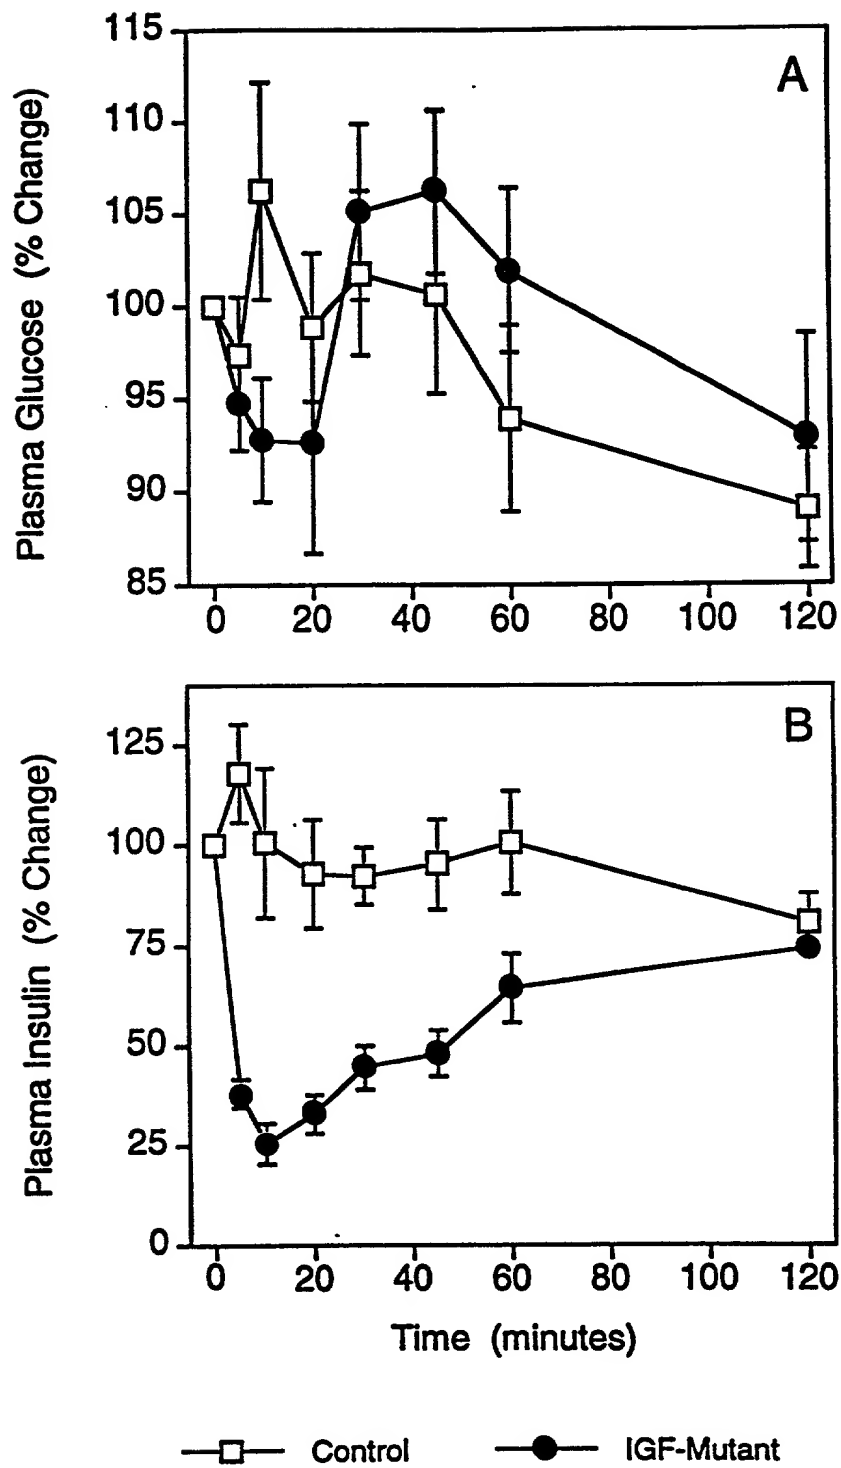 115
110
105
100
95
90
85
Plasma Glucose (% Change)
A
0 20 40 60 80 100 120
125
100
75
50
25
0
Plasma Insulin (% Change)
B
0 20 40 60 80 100 120
Time (minutes)
Control IGF-Mutant